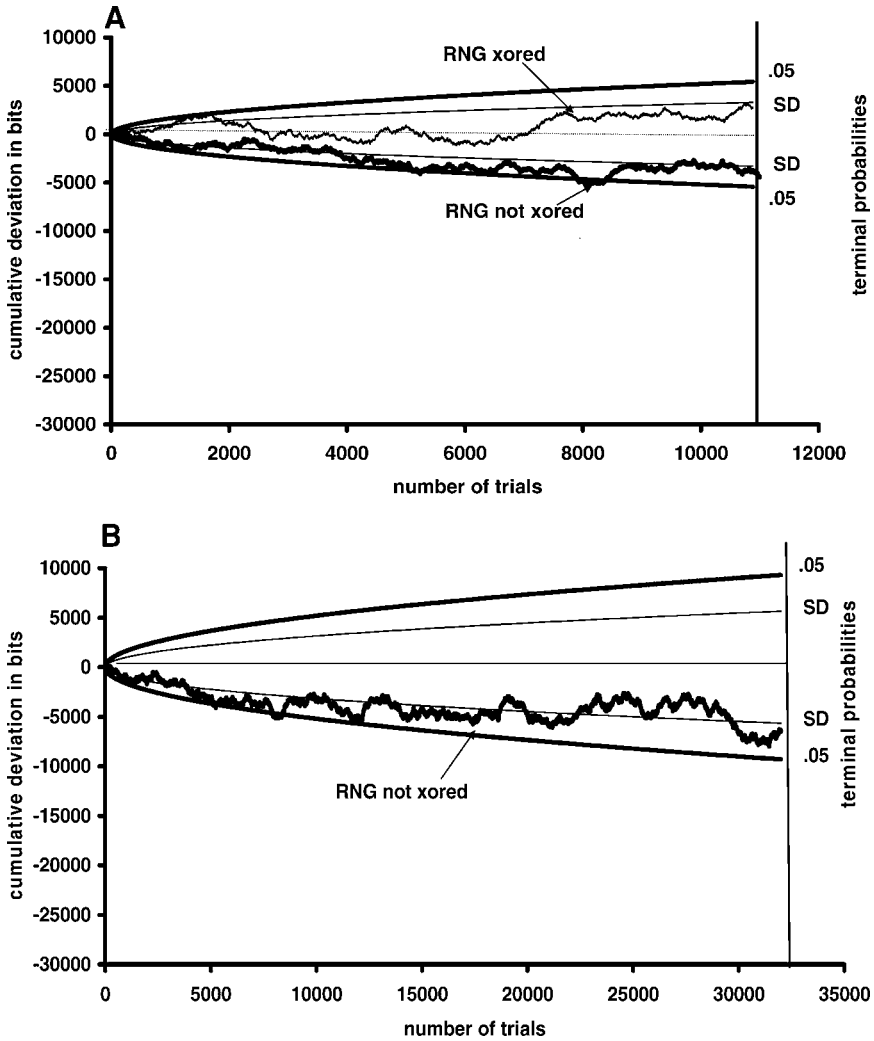 A
10000
5000
0
-5000
-10000
-15000
-20000
-25000
-30000
cumulative deviation in bits
RNG xored
RNG not xored
.05
SD
SD
.05
terminal probabilities
0 2000 4000 6000 8000 10000 12000
number of trials
B
10000
5000
0
-5000
-10000
-15000
-20000
-25000
-30000
cumulative deviation in bits
RNG not xored
.05
SD
SD
.05
terminal probabilities
0 5000 10000 15000 20000 25000 30000 35000
number of trials